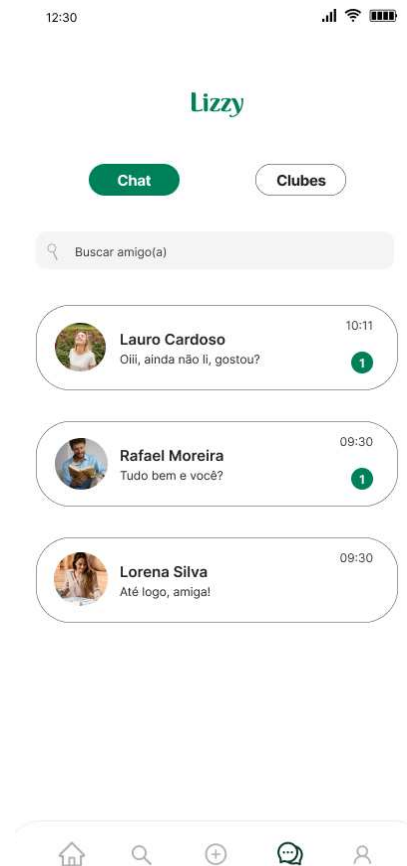 12:30
Lizzy
Chat
Clubes
Buscar amigo(a)
Lauro Cardoso
10:11
Oiii, ainda não li, gostou?
1
Rafael Moreira
09:30
Tudo bem e você?
1
Lorena Silva
09:30
Até logo, amiga!